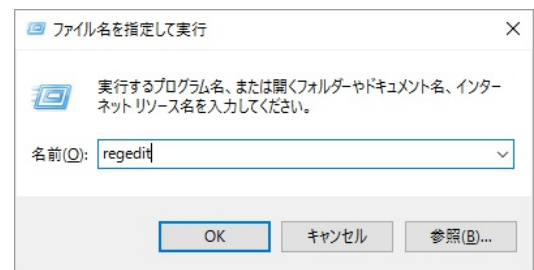 ファイル名を指定して実行
実行するプログラム名、または開くフォルダーやドキュメント名、インター
ネット リソース名を入力してください。
名前(O): regedit
OK キャンセル 参照(B)...